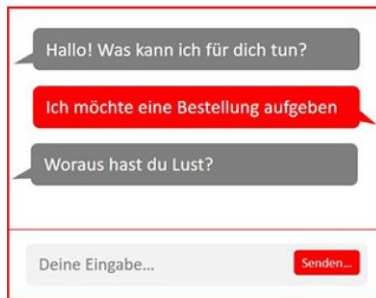 Hallo! Was kann ich für dich tun?
Ich möchte eine Bestellung aufgeben
Woraus hast du Lust?
Deine Eingabe...
Senden...